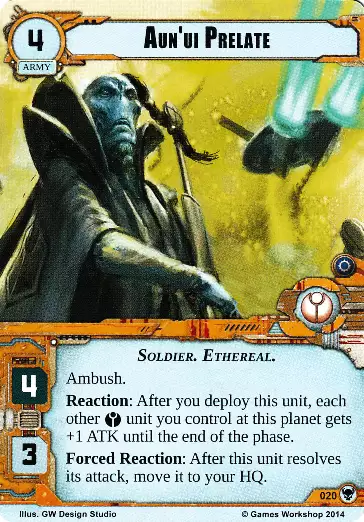 4
ARMY
AUN'UI PRELATE
SOLDIER. ETHEREAL.
4
3
Ambush.
Reaction: After you deploy this unit, each
other unit you control at this planet gets
+1 ATK until the end of the phase.
Forced Reaction: After this unit resolves
its attack, move it to your HQ.
020
Illus. GW Design Studio
© Games Workshop 2014